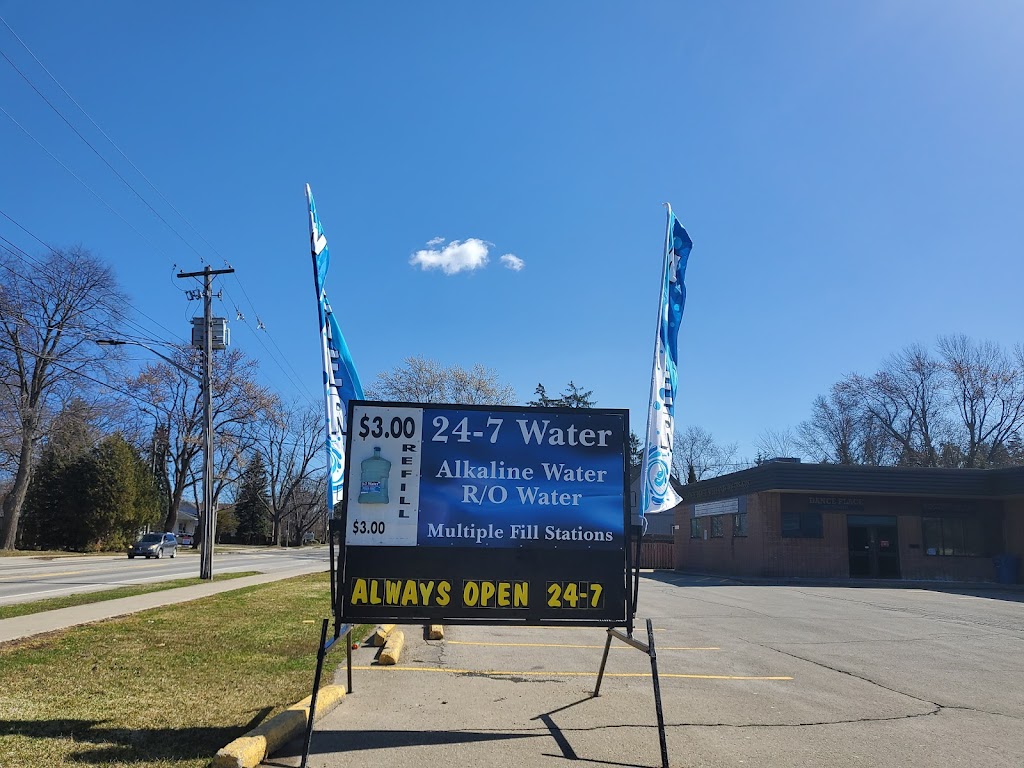 $3.00
REFILL
$3.00
24-7 Water
Alkaline Water
R/O Water
Multiple Fill Stations
ALWAYS OPEN 24-7